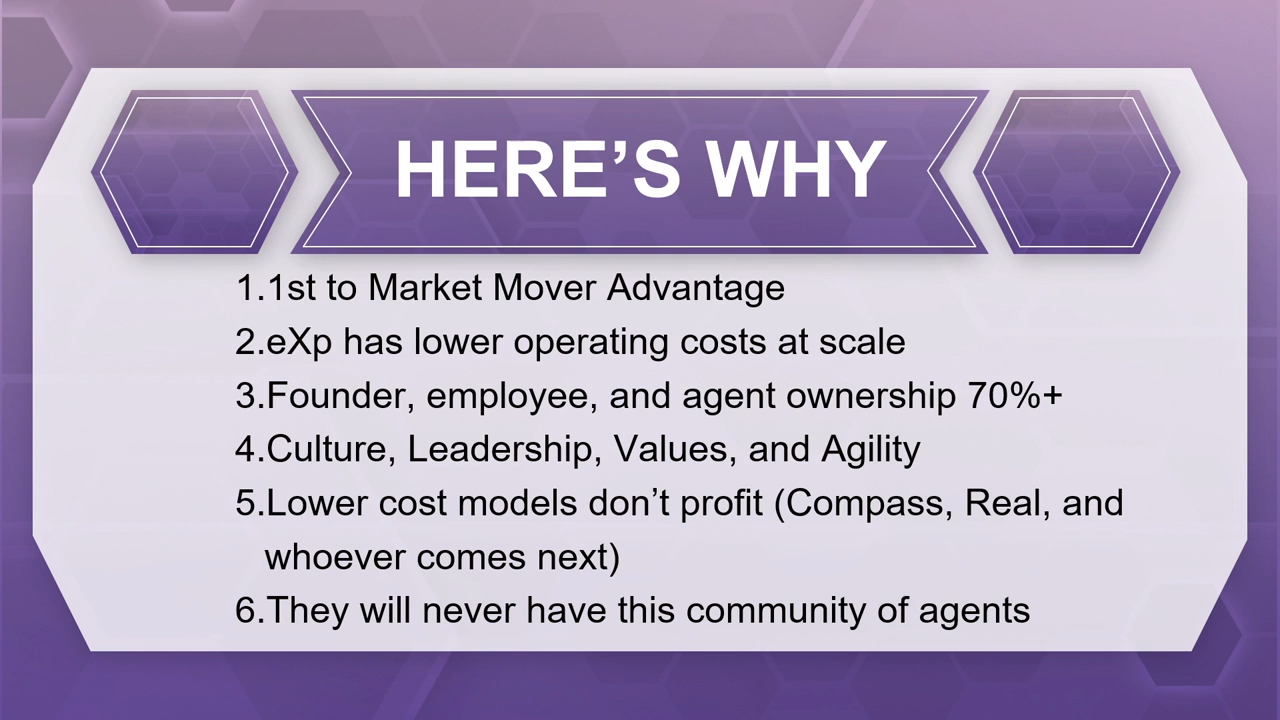 HERE’S WHY
1.1st to Market Mover Advantage
2.eXp has lower operating costs at scale
3.Founder, employee, and agent ownership 70%+
4.Culture, Leadership, Values, and Agility
5.Lower cost models don’t profit (Compass, Real, and
whoever comes next)
6.They will never have this community of agents